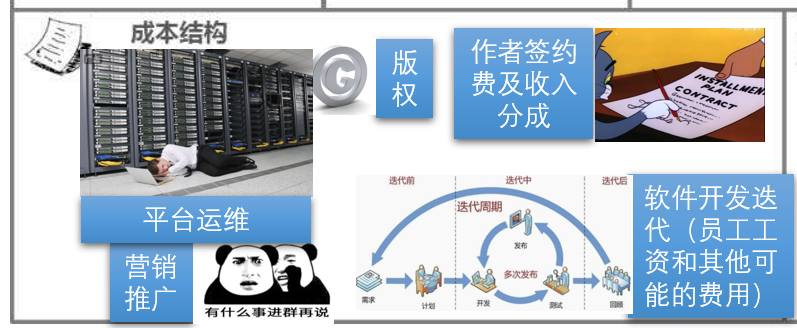 成本结构
版
权
作者签约
费及收入
分成
INSTALLMENT
PLAN
CONTRACT
平台运维
营销
推广
有什么事进群再说
迭代前
迭代中
迭代后
迭代周期
发布
多次发布
需求
计划
开发
测试
回顾
软件开发迭
代（员工工
资和其他可
能的费用）